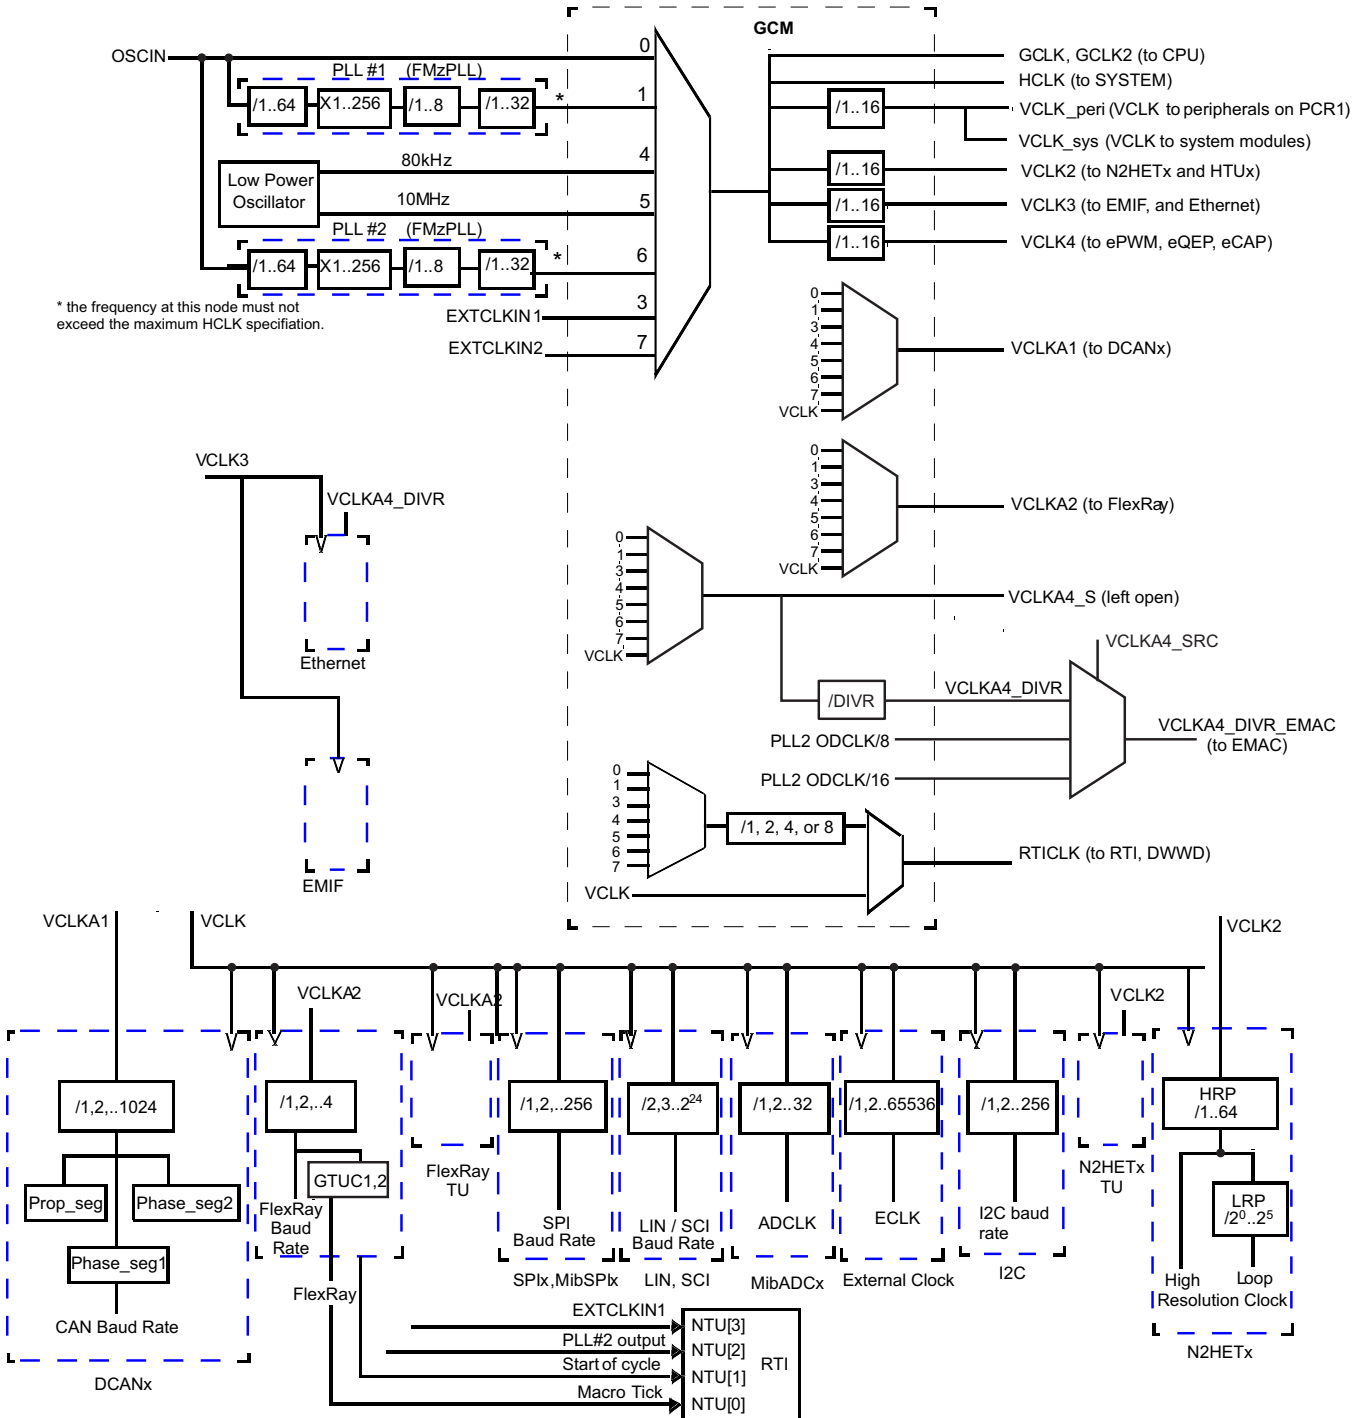 GCM
OSCIN
0
GCLK, GCLK2 (to CPU)
PLL #1 (FMzPLL)
HCLK (to SYSTEM)
/1..64
X1..256
/1..8
/1..32
*
1
/1..16
VCLK_peri (VCLK to peripherals on PCR1)
VCLK_sys (VCLK to system modules)
Low Power
Oscillator
80kHz
4
/1..16
VCLK2 (to N2HETx and HTUx)
10MHz
5
/1..16
VCLK3 (to EMIF, and Ethernet)
PLL #2 (FMzPLL)
/1..64
X1..256
/1..8
/1..32
*
6
/1..16
VCLK4 (to ePWM, eQEP, eCAP)
* the frequency at this node must not
exceed the maximum HCLK specifiation.
EXTCLKIN1
3
EXTCLKIN2
7
0
1
3
4
5
6
7
VCLK
VCLKA1 (to DCANx)
0
1
3
4
5
6
7
VCLK
VCLKA2 (to FlexRay)
VCLK3
VCLKA4_DIVR
Ethernet
EMIF
0
1
3
4
5
6
7
VCLK
VCLKA4_S (left open)
VCLKA4_SRC
/DIVR
VCLKA4_DIVR
PLL2 ODCLK/8
PLL2 ODCLK/16
VCLKA4_DIVR_EMAC
(to EMAC)
0
1
3
4
5
6
7
/1, 2, 4, or 8
VCLK
RTICLK (to RTI, DWWD)
VCLKA1
VCLK
VCLK2
VCLKA2
VCLKA2
VCLK2
/1,2,..1024
Prop_seg
Phase_seg2
Phase_seg1
CAN Baud Rate
DCANx
/1,2,..4
GTUC1,2
FlexRay
Baud
Rate
FlexRay
FlexRay
TU
/1,2,..256
SPI
Baud Rate
SPIx,MibSPIx
/2,3..2²⁴
LIN / SCI
Baud Rate
LIN, SCI
/1,2..32
ADCLK
MibADCx
/1,2..65536
ECLK
External Clock
/1,2..256
I2C baud
rate
I2C
N2HETx
TU
HRP
/1..64
LRP
/2⁰..2⁵
High
Loop
Resolution Clock
N2HETx
EXTCLKIN1
NTU[3]
PLL#2 output
NTU[2]
RTI
Start of cycle
NTU[1]
Macro Tick
NTU[0]